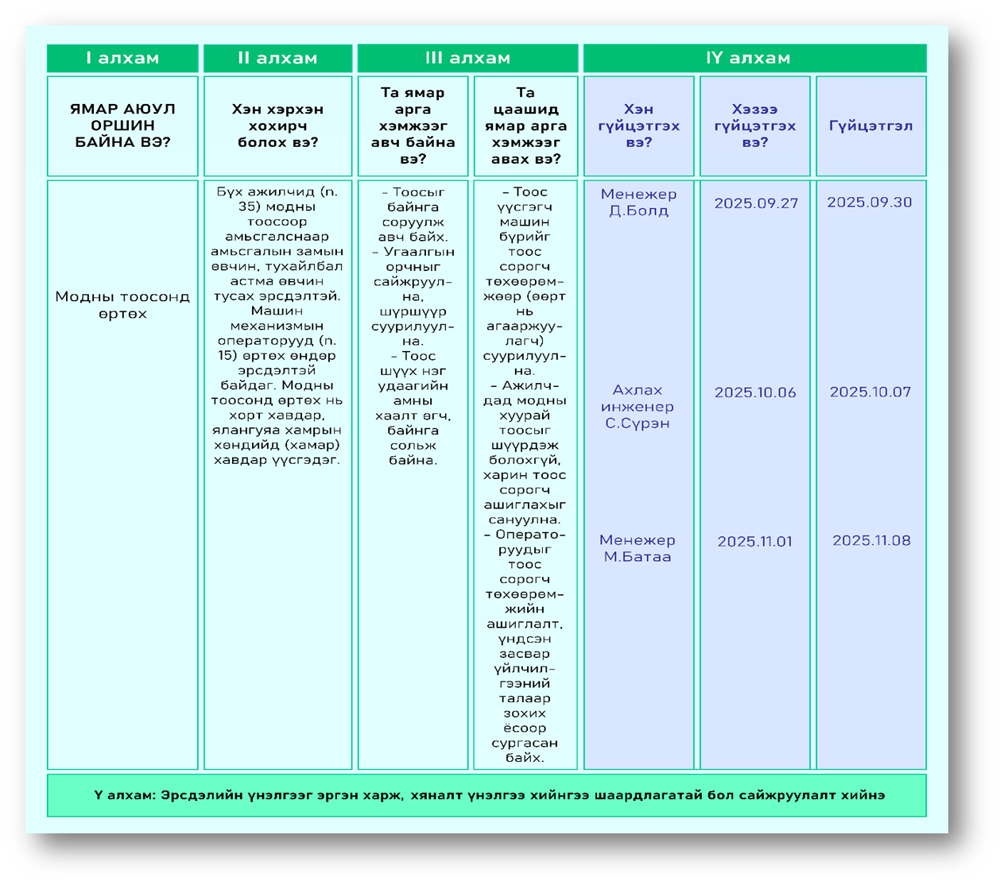 I алхам
II алхам
III алхам
IY алхам
ЯМАР АЮУЛ
ОРШИН
БАЙНА ВЭ?
Хэн хэрхэн
хохирч
болох вэ?
Та ямар
арга
хэмжээг
авч байна
вэ?
Та
цаашид
ямар арга
хэмжээг
авах вэ?
Хэн
гүйцэтгэх
вэ?
Хэзээ
гүйцэтгэх
вэ?
Гүйцэтгэл
Модны тоосонд
өртөх
Бүх ажилчид (n.
35) модны
тоосоор
амьсгалснаар
амьсгалын замын
өвчин, тухайлбал
астма өвчин
тусах эрсдэлтэй.
Машин
механизмын
операторууд (n.
15) өртөх өндөр
эрсдэлтэй
байдаг. Модны
тоосонд өртөх нь
хорт хавдар,
ялангуяа хамрын
хөндийд (хамар)
хавдар үүсгэдэг.
- Тоосыг
байнга
соруулж
авч байх.
- Угаалгын
орчныг
сайжруул-
на,
шүршүүр
суурилуул-
на.
- Тоос
шүүх нэг
удаагийн
амны
хаалт өгч,
байнга
сольж
байна.
- Тоос
үүсгэгч
машин
бүрийг
тоос
сорогч
төхөөрөм-
жөөр (өөрт
нь
агааржуу-
лагч)
суурилуул-
на.
- Ажилч-
дад модны
хуурай
тоосыг
шүүрдэж
болохгүй,
харин тоос
сорогч
ашиглахыг
сануулна.
- Операто-
руудыг
тоос
сорогч
төхөөрөм-
жийн
ашиглалт,
үндсэн
засвар
үйлчил-
гээний
талаар
зохих
ёсоор
сургасан
байх.
Менежер
Д.Болд
2025.09.27
2025.09.30
Ахлах
инженер
С.Сүрэн
2025.10.06
2025.10.07
Менежер
М.Батаа
2025.11.01
2025.11.08
Y алхам: Эрсдэлийн үнэлгээг эргэн харж, хяналт үнэлгээ хийнгээ шаардлагатай бол сайжруулалт хийнэ